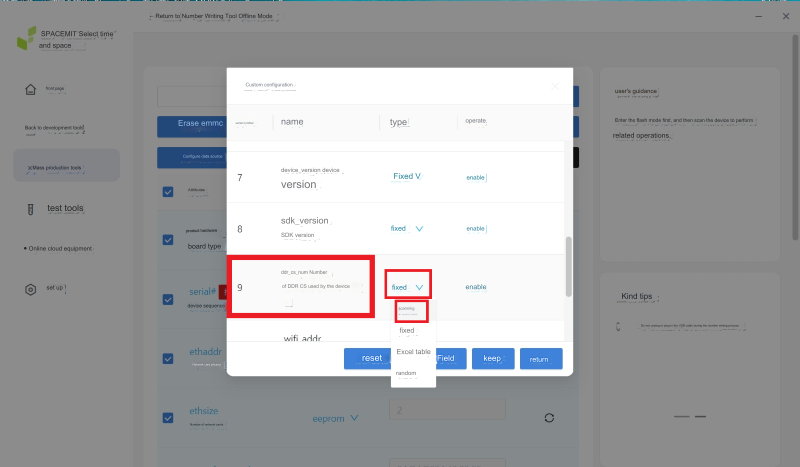 ← Return to Number Writing Tool Offline Mode
SPACEMIT Select time
and space
front page
Back to development tools
Mass production tools
test tools
• Online cloud equipment
set up
Erase emmc
Configure data source
product hardware
board type
serial#
device sequence
ethaddr
ethsize
eeprom
2
Custom configuration
name
type
operate
7
device_version device
version
Fixed V
enable
8
sdk_version
SDK version
fixed
enable
9
ddr_cs_num Number
of DDR CS used by the device
fixed
enable
wifi_addr
fixed
Excel table
random
reset
Field
keep
return
user's guidance
Enter the flash mode first, and then scan the device to perform
related operations.
Kind tips